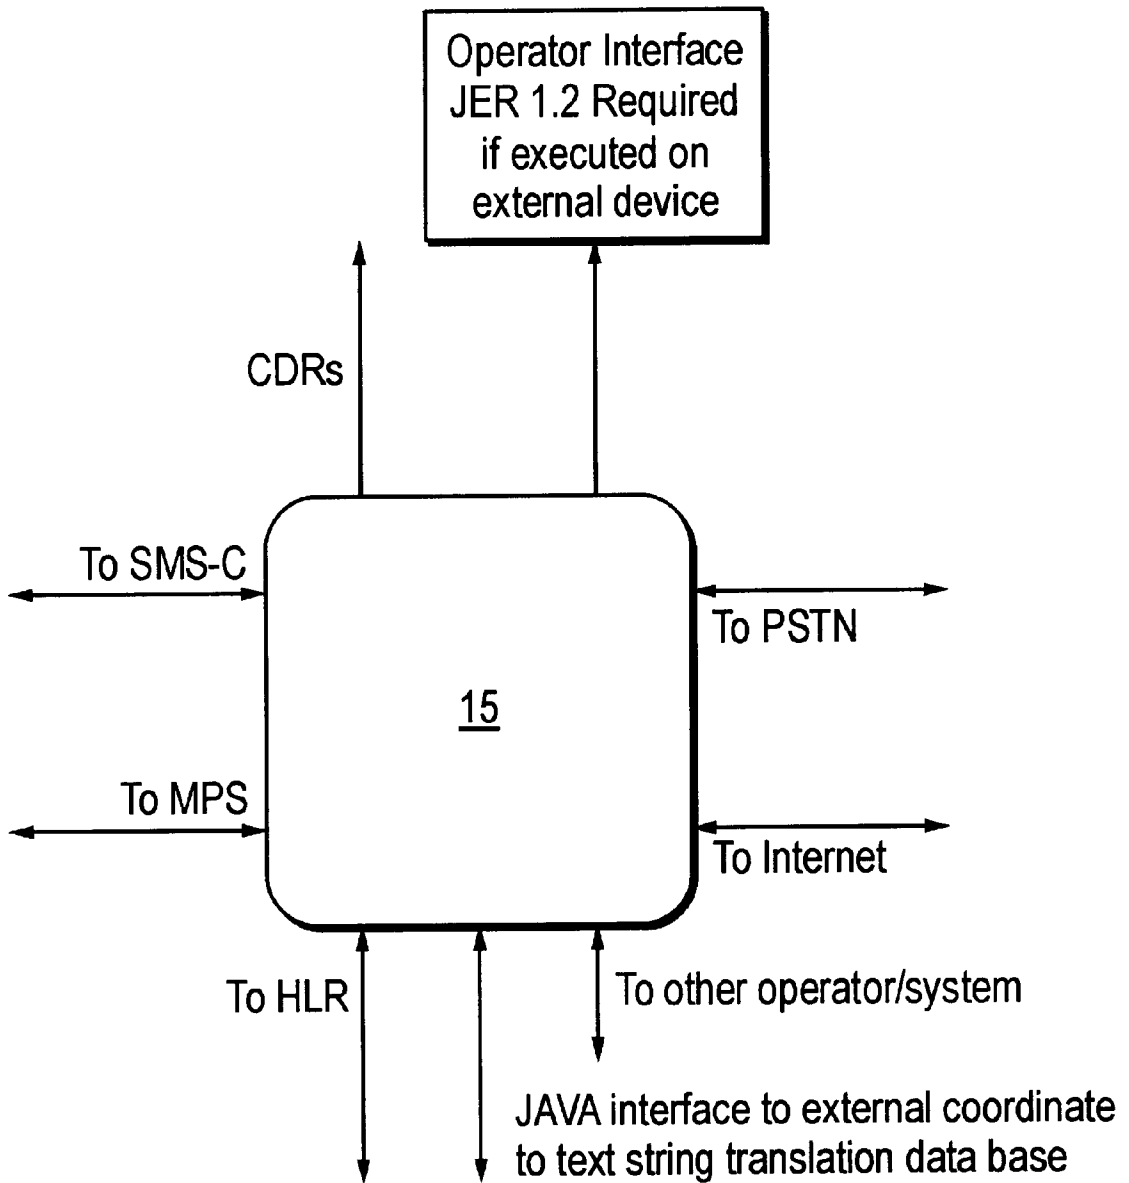 Operator Interface
JER 1.2 Required
if executed on
external device
CDRs
To SMS-C
To PSTN
15
To MPS
To Internet
To HLR
To other operator/system
JAVA interface to external coordinate
to text string translation data base